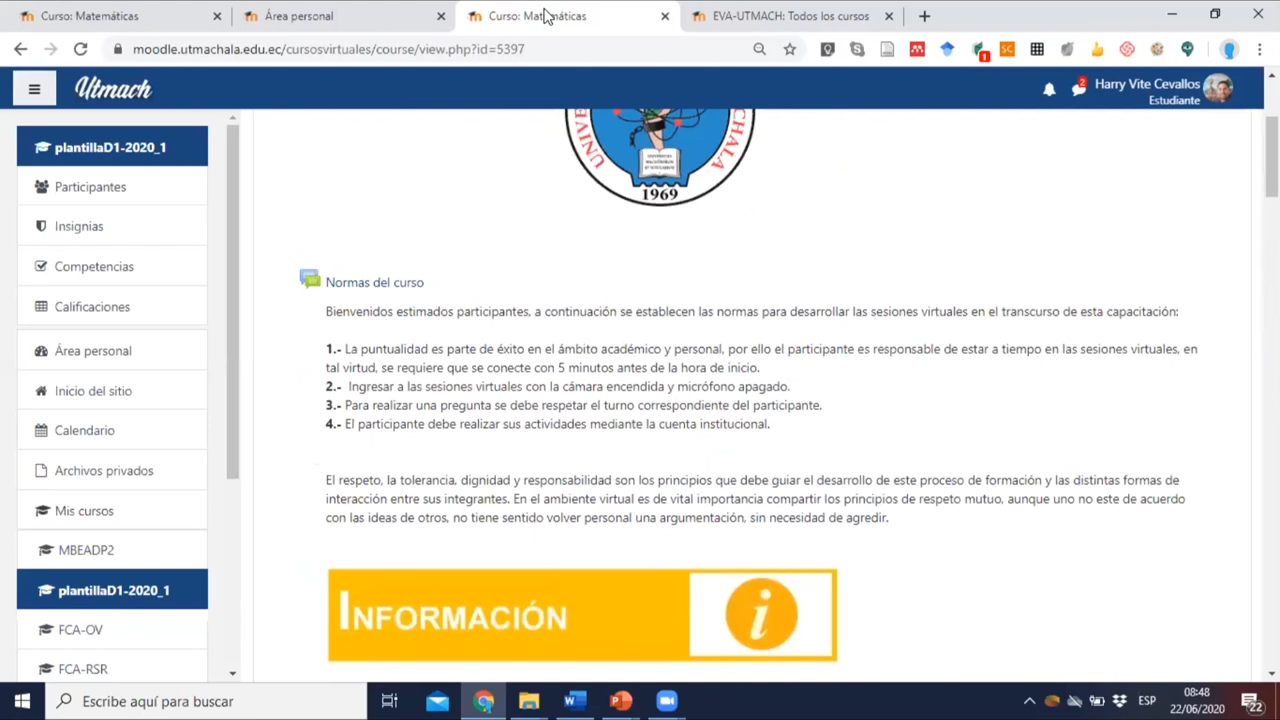 Curso: Matemáticas
Área personal
Curso: Matemáticas
EVA-UTMACH: Todos los cursos
moodle.utmachala.edu.ec/cursosvirtuales/course/view.php?id=5397
SC
1
Utmach
2
Harry Vite Cevallos
Estudiante
plantillaD1-2020_1
Participantes
Insignias
Competencias
Calificaciones
Área personal
Inicio del sitio
Calendario
Archivos privados
Mis cursos
MBEADP2
plantillaD1-2020_1
FCA-OV
FCA-RSR
1969
Normas del curso
Bienvenidos estimados participantes, a continuación se establecen las normas para desarrollar las sesiones virtuales en el transcurso de esta capacitación:
1.- La puntualidad es parte de éxito en el ámbito académico y personal, por ello el participante es responsable de estar a tiempo en las sesiones virtuales, en
tal virtud, se requiere que se conecte con 5 minutos antes de la hora de inicio.
2.- Ingresar a las sesiones virtuales con la cámara encendida y micrófono apagado.
3.- Para realizar una pregunta se debe respetar el turno correspondiente del participante.
4.- El participante debe realizar sus actividades mediante la cuenta institucional.
El respeto, la tolerancia, dignidad y responsabilidad son los principios que debe guiar el desarrollo de este proceso de formación y las distintas formas de
interacción entre sus integrantes. En el ambiente virtual es de vital importancia compartir los principios de respeto mutuo, aunque uno no este de acuerdo
con las ideas de otros, no tiene sentido volver personal una argumentación, sin necesidad de agredir.
INFORMACIÓN
i
Escribe aquí para buscar
ESP
08:48
22/06/2020
22